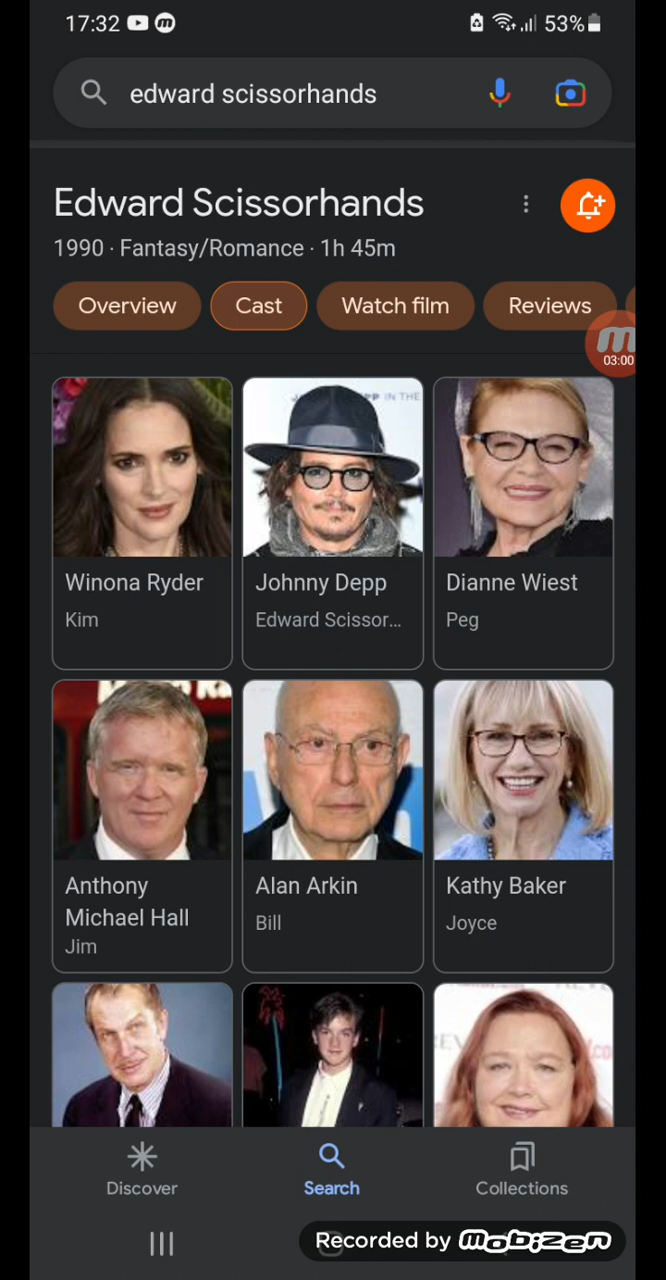 17:32 53%
edward scissorhands
Edward Scissorhands
1990 · Fantasy/Romance · 1h 45m
Overview Cast Watch film Reviews
03:00
Winona Ryder Johnny Depp Dianne Wiest
Kim Edward Scissor... Peg
Anthony Michael Hall Alan Arkin Kathy Baker
Jim Bill Joyce
Discover Search Collections
Recorded by mobizen